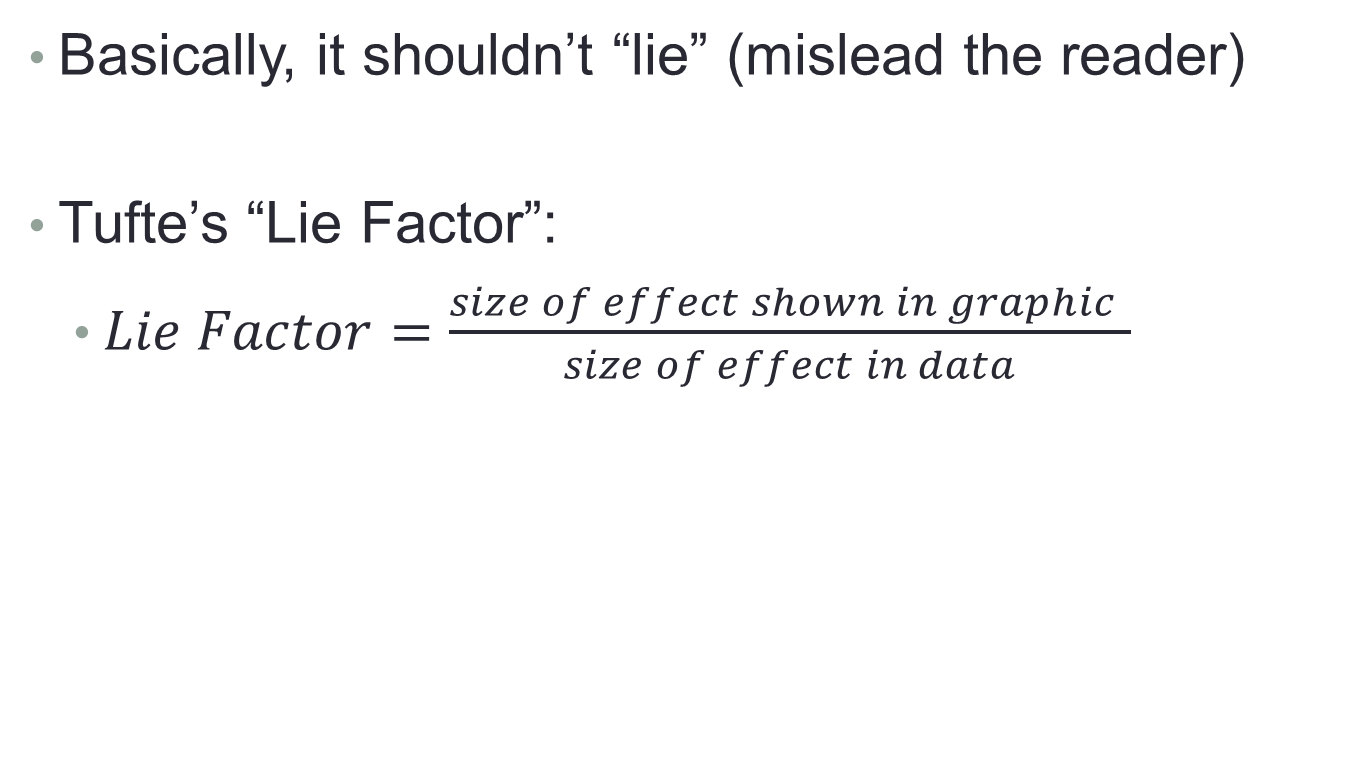 • Basically, it shouldn’t “lie” (mislead the reader)
• Tufte’s “Lie Factor”:
• Lie Factor = size of effect shown in graphic / size of effect in data